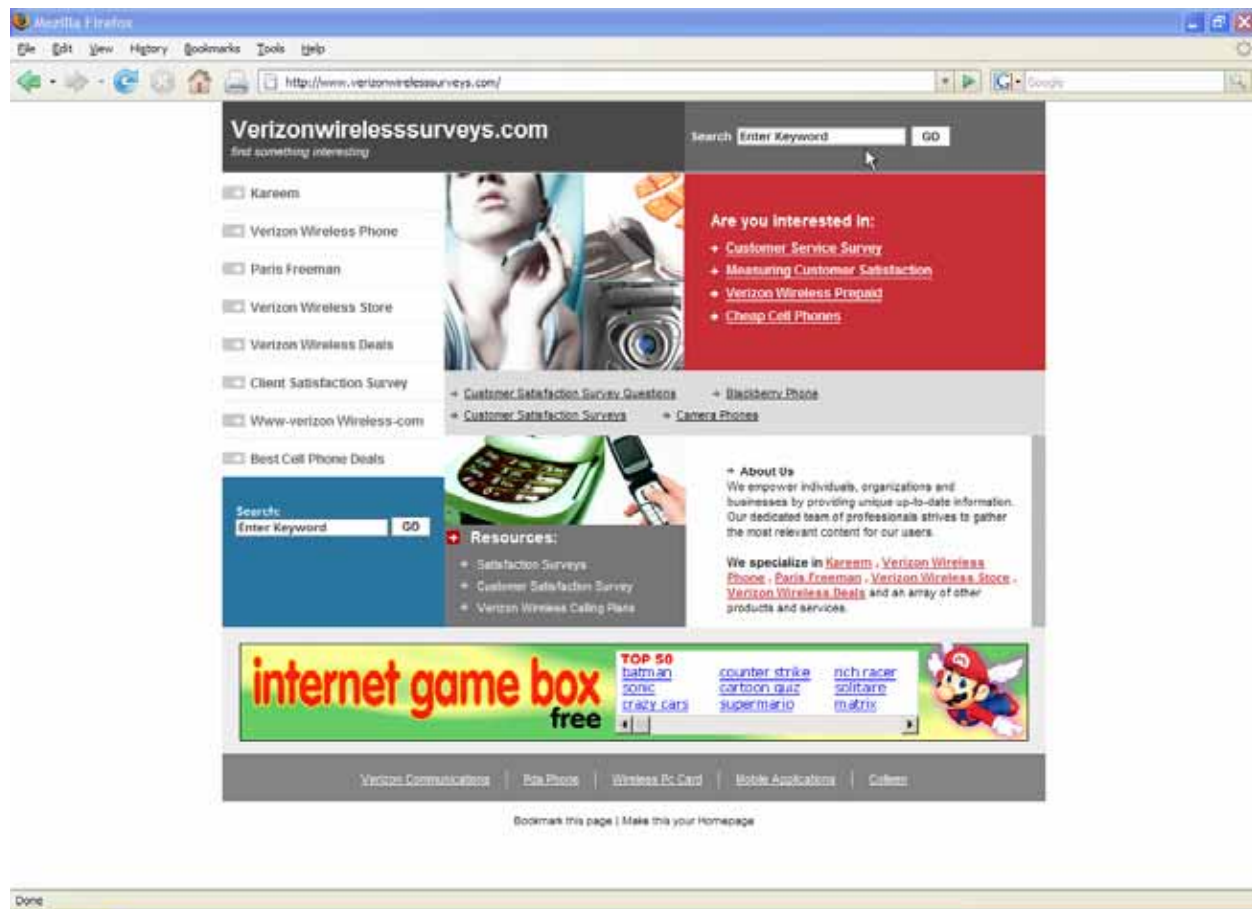 Mozilla Firefox
File Edit View History Bookmarks Tools Help
http://www.verizonwirelesssurveys.com/
Google
Verizonwirelesssurveys.com
find something interesting
Search Enter Keyword GO
Kareem
Verizon Wireless Phone
Paris Freeman
Verizon Wireless Store
Verizon Wireless Deals
Client Satisfaction Survey
Www-verizon Wireless-com
Best Cell Phone Deals
Search:
Enter Keyword GO
Are you interested in:
Customer Service Survey
Measuring Customer Satisfaction
Verizon Wireless Prepaid
Cheap Cell Phones
Customer Satisfaction Survey Questions Blackberry Phone
Customer Satisfaction Surveys Camera Phones
Resources:
Satisfaction Surveys
Customer Satisfaction Survey
Verizon Wireless Calling Plans
About Us
We empower individuals, organizations and
businesses by providing unique up-to-date information.
Our dedicated team of professionals strives to gather
the most relevant content for our users.
We specialize in Kareem , Verizon Wireless
Phone , Paris Freeman , Verizon Wireless Store ,
Verizon Wireless Deals and an array of other
products and services.
internet game box
free
TOP 50
batman counter strike rich racer
sonic cartoon quiz solitaire
crazy cars supermario matrix
Verizon Communications | Pda Phone | Wireless Pc Card | Mobile Applications | Colleen
Bookmark this page | Make this your Homepage
Done